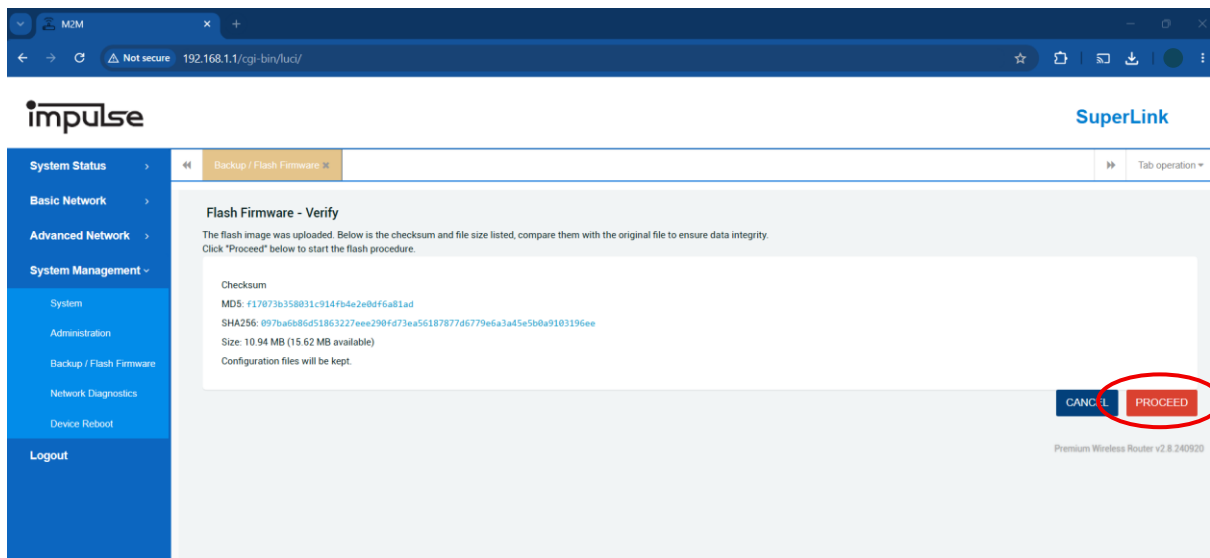 M2M
Not secure 192.168.1.1/cgi-bin/luci/
impulse
SuperLink
System Status
Basic Network
Advanced Network
System Management
System
Administration
Backup / Flash Firmware
Network Diagnostics
Device Reboot
Logout
Backup / Flash Firmware
Tab operation
Flash Firmware - Verify
The flash image was uploaded. Below is the checksum and file size listed, compare them with the original file to ensure data integrity.
Click "Proceed" below to start the flash procedure.
Checksum
MD5: f17073b358031c914fb4e2e0df6a81ad
SHA256: 097ba6b86d51863227eee290fd73ea56187877d6779e6a3a45e5b0a9103196ee
Size: 10.94 MB (15.62 MB available)
Configuration files will be kept.
CANCEL
PROCEED
Premium Wireless Router v2.8.240920